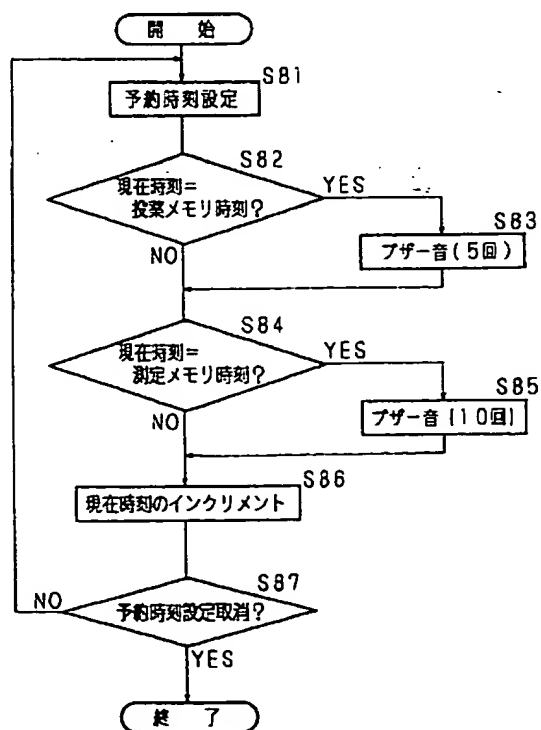 開 始
S81
予約時刻設定
S82
現在時刻=
投薬メモリ時刻?
YES
S83
ブザー音(5回)
NO
S84
現在時刻=
測定メモリ時刻?
YES
S85
ブザー音(10回)
NO
S86
現在時刻のインクリメント
S87
NO
予約時刻設定取消?
YES
終 了